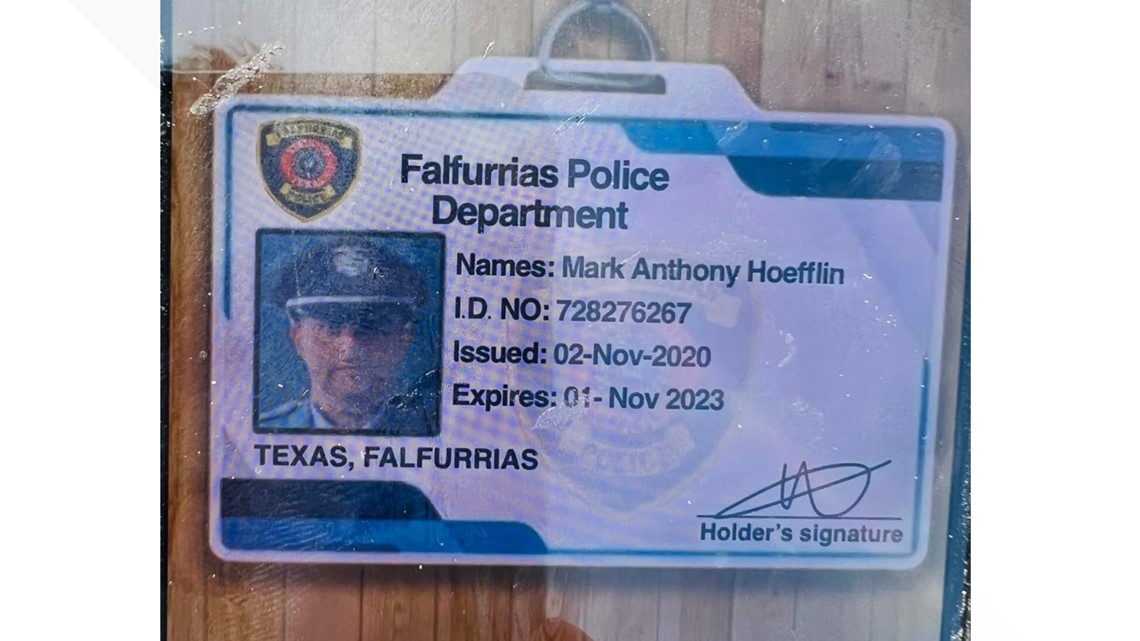 Falfurrias Police
Department
Names: Mark Anthony Hoefflin
I.D. NO: 728276267
Issued: 02-Nov-2020
Expires: 01- Nov 2023
TEXAS, FALFURRIAS
Holder's signature